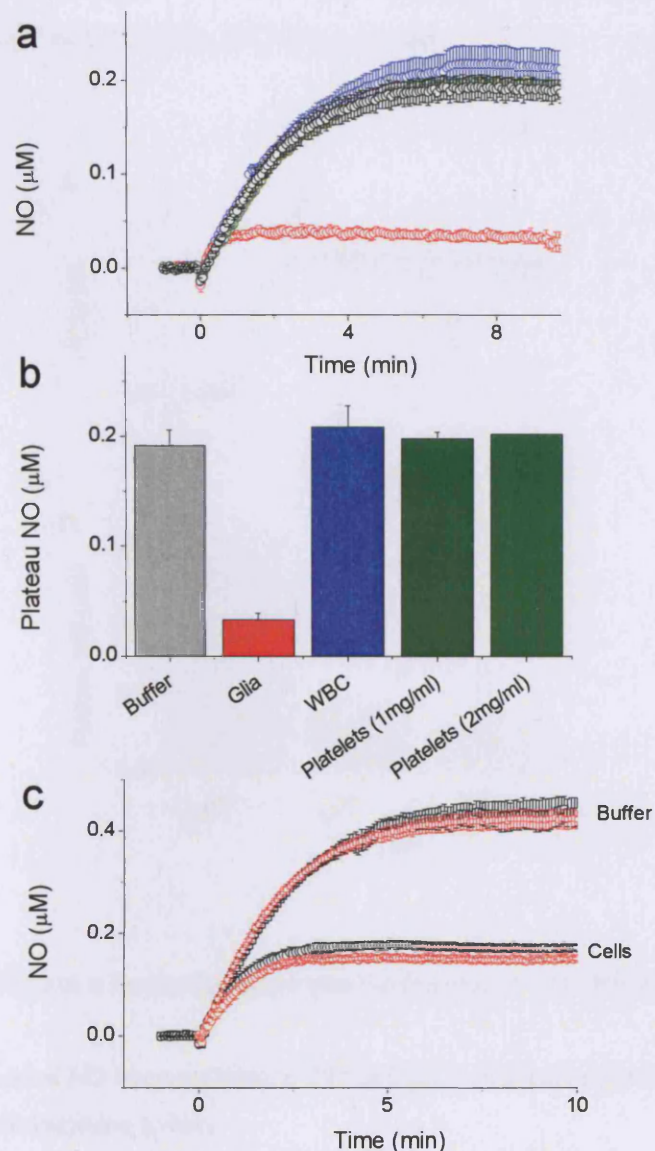 a
NO (μM)
0.2
0.1
0.0
0
4
8
Time (min)
b
Plateau NO (μM)
0.2
0.1
0.0
Buffer
Glia
WBC
Platelets (1mg/ml)
Platelets (2mg/ml)
c
NO (μM)
0.4
0.2
0.0
Buffer
Cells
0
5
10
Time (min)